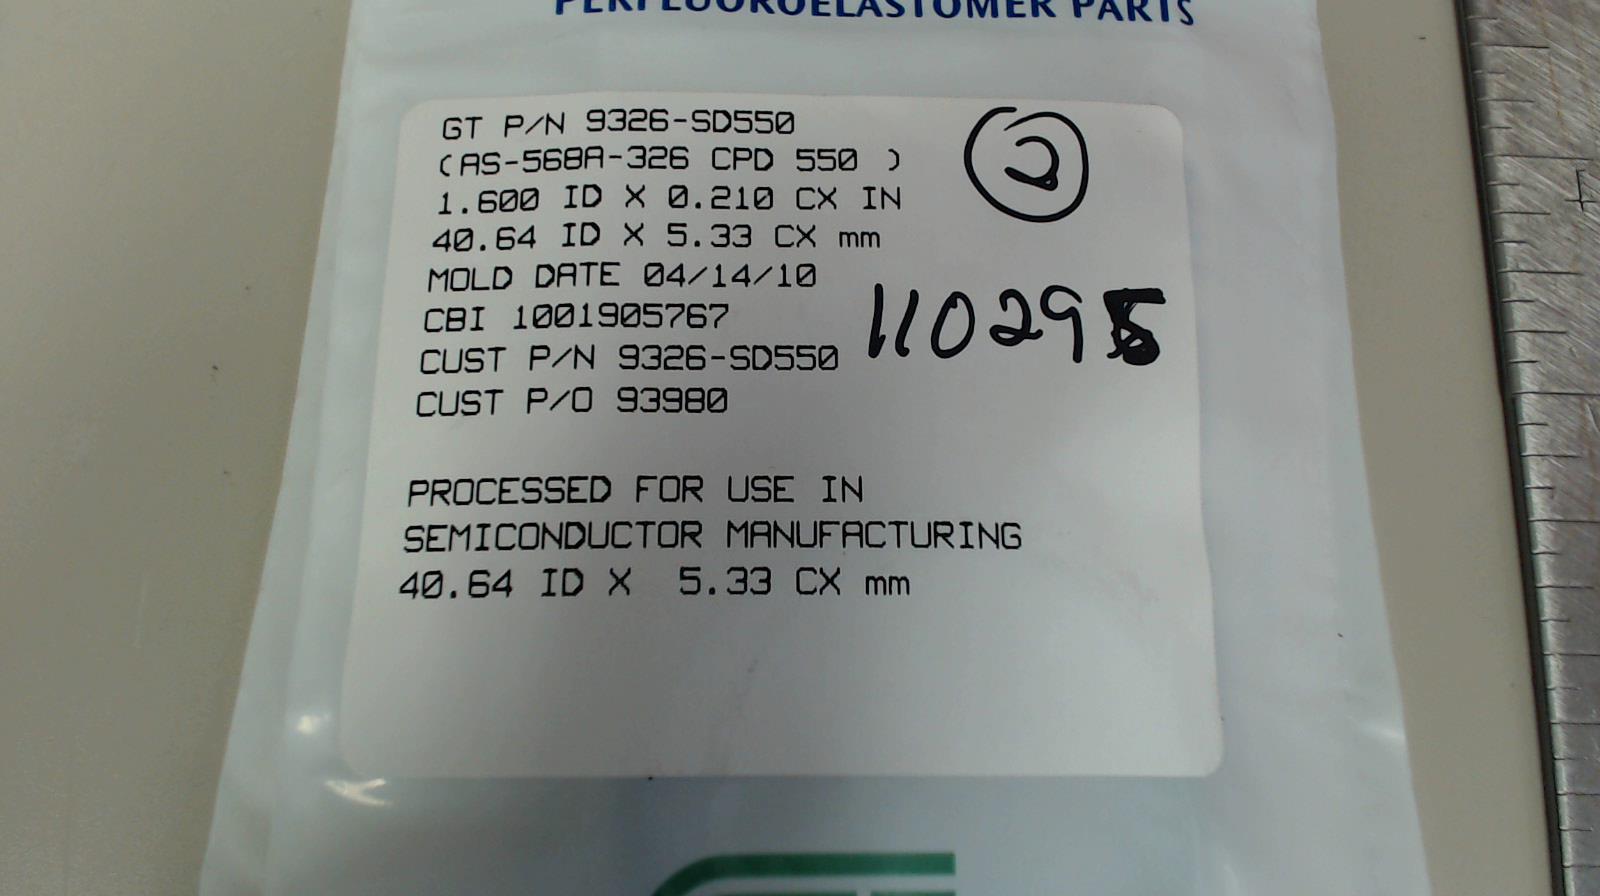 PERFLUOROELASTOMER PARTS
GT P/N 9326-SD550
(AS-568A-326 CPD 550 )
1.600 ID X 0.210 CX IN
40.64 ID X 5.33 CX mm
MOLD DATE 04/14/10
CBI 1001905767
CUST P/N 9326-SD550
CUST P/O 93980
2
PROCESSED FOR USE IN
SEMICONDUCTOR MANUFACTURING
40.64 ID X  5.33 CX mm